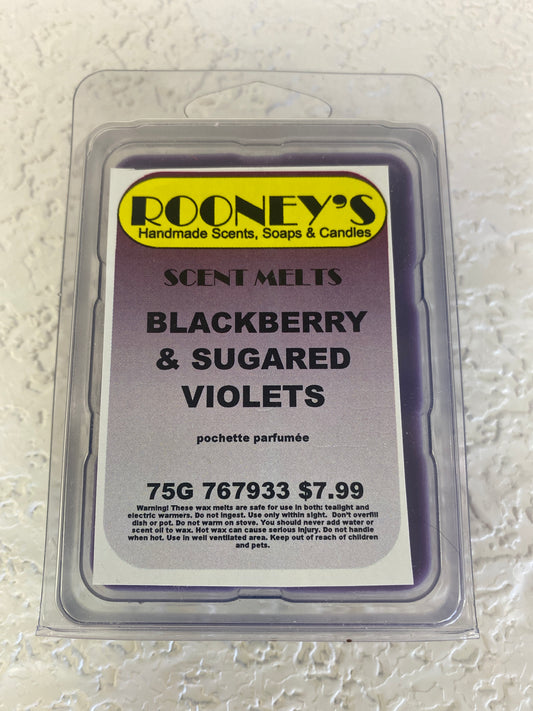 ROONEY'S
Handmade Scents, Soaps & Candles
SCENT MELTS
BLACKBERRY
& SUGARED
VIOLETS
pochette parfumée
75G 767933 $7.99
Warning! These wax melts are safe for use in both: tealight and
electric warmers. Do not ingest. Use only within sight. Don't overfill
dish or pot. Do not warm on stove. You should never add water or
scent oil to wax. Hot wax can cause serious injury. Do not handle
when hot. Use in well ventilated area. Keep out of reach of children
and pets.